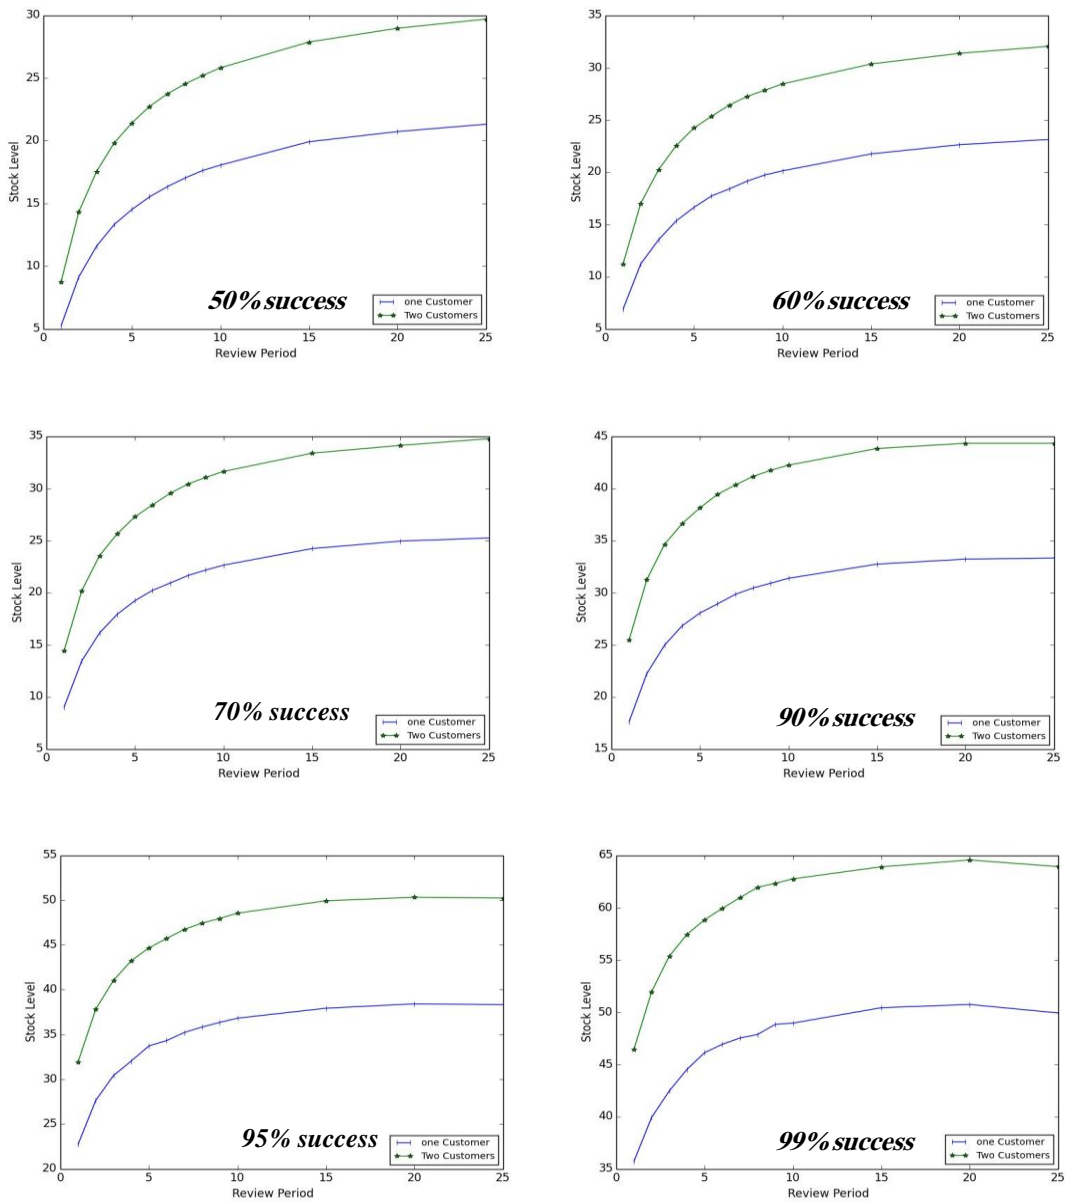 30
25
20
15
10
5
0 5 10 15 20 25
Stock Level
Review Period
50% success
one Customer
Two Customers
35
30
25
20
15
10
5
0 5 10 15 20 25
Stock Level
Review Period
60% success
one Customer
Two Customers
35
30
25
20
15
10
5
0 5 10 15 20 25
Stock Level
Review Period
70% success
one Customer
Two Customers
45
40
35
30
25
20
15
0 5 10 15 20 25
Stock Level
Review Period
90% success
one Customer
Two Customers
55
50
45
40
35
30
25
20
0 5 10 15 20 25
Stock Level
Review Period
95% success
one Customer
Two Customers
65
60
55
50
45
40
35
0 5 10 15 20 25
Stock Level
Review Period
99% success
one Customer
Two Customers